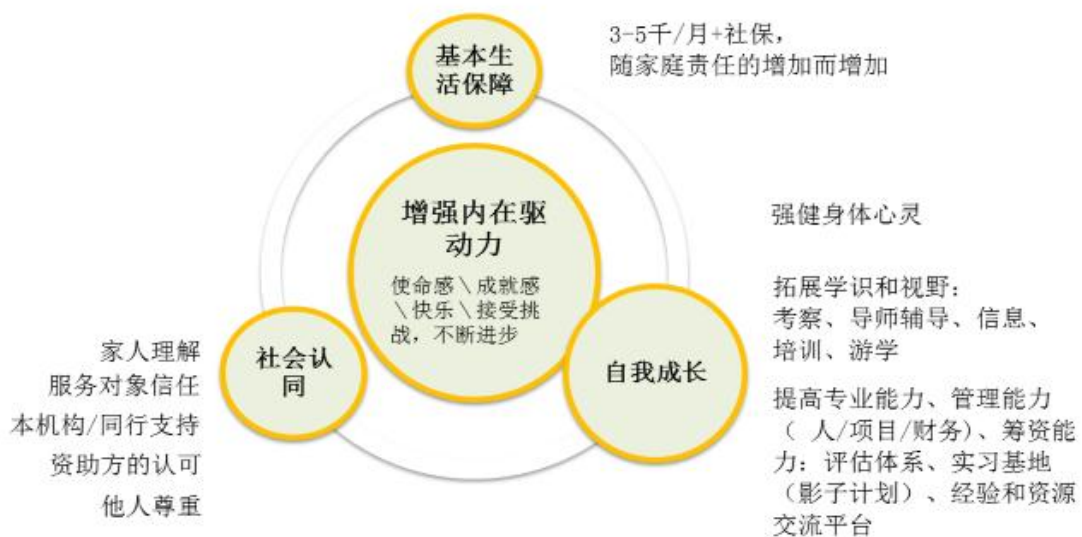 基本生
活保障
3-5千/月+社保，
随家庭责任的增加而增加
增强内在驱
动力
使命感\成就感
\快乐\接受挑
战，不断进步
社会认
同
家人理解
服务对象信任
本机构/同行支持
资助方的认可
他人尊重
自我成长
强健身体心灵
拓展学识和视野：
考察、导师辅导、信息、
培训、游学
提高专业能力、管理能力
（ 人/项目/财务）、筹资能
力：评估体系、实习基地
（影子计划）、经验和资源
交流平台